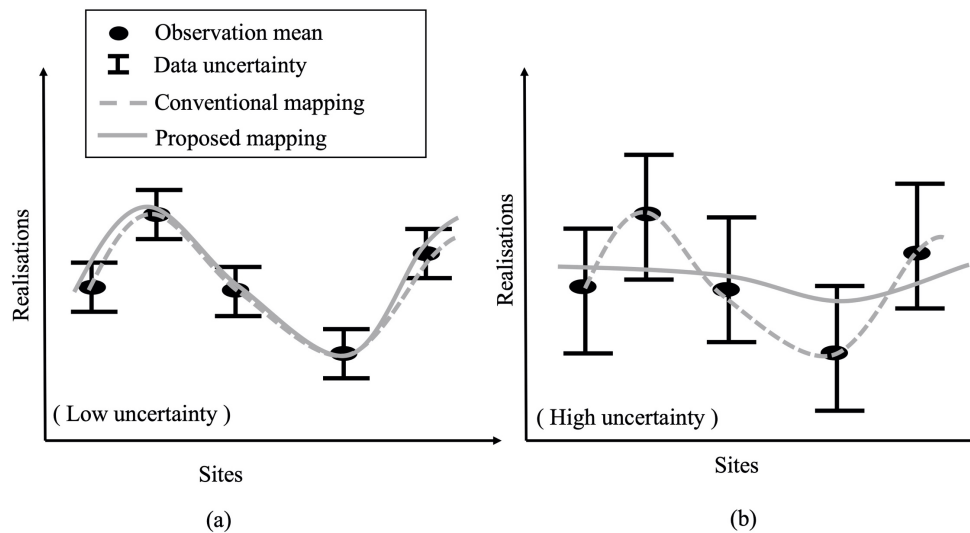 Observation mean
Data uncertainty
Conventional mapping
Proposed mapping
Realisations
( Low uncertainty )
Sites
(a)
Realisations
( High uncertainty )
Sites
(b)